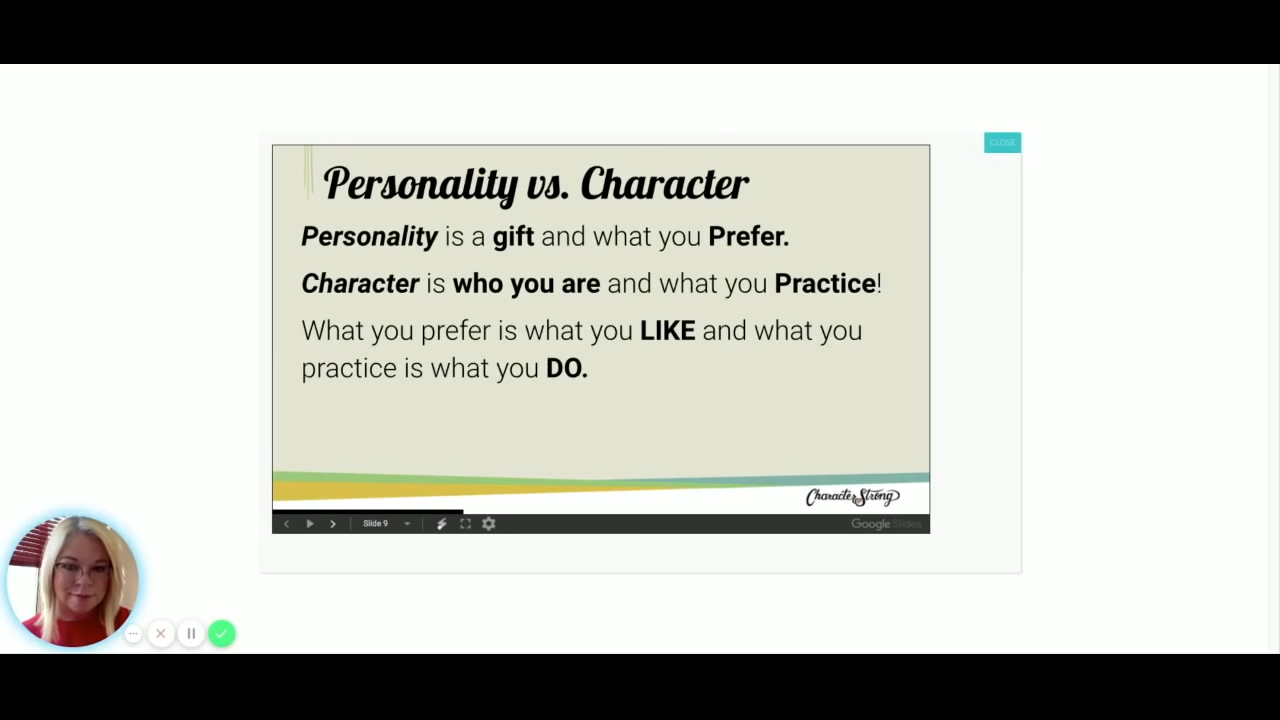 CLOSE
Personality vs. Character
Personality is a gift and what you Prefer.
Character is who you are and what you Practice!
What you prefer is what you LIKE and what you
practice is what you DO.
CharacterStrong
Slide 9
Google Slides